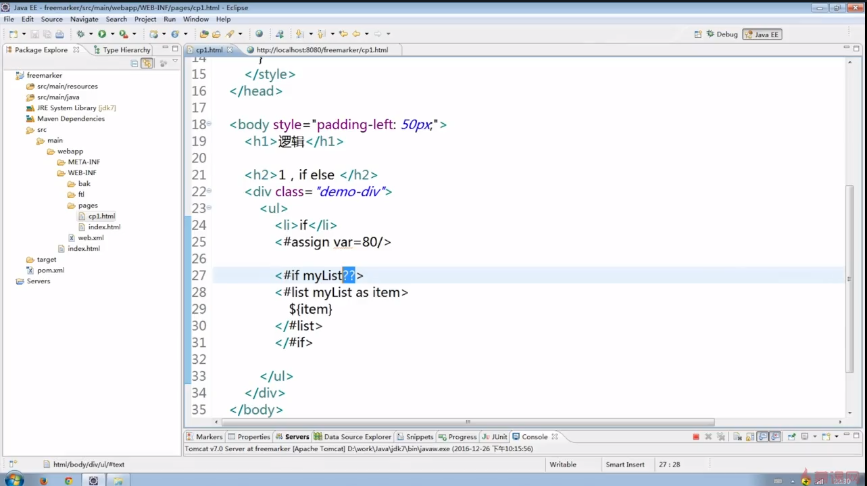 Java EE - freemarker/src/main/webapp/WEB-INF/pages/cp1.html - Eclipse
File Edit Source Navigate Search Project Run Window Help
Debug Java EE
Package Explorer Type Hierarchy
cp1.html http://localhost:8080/freemarker/cp1.html
freemarker
src/main/resources
src/main/java
JRE System Library [jdk7]
Maven Dependencies
src
main
webapp
META-INF
WEB-INF
bak
ftl
pages
cp1.html
index.html
web.xml
index.html
target
pom.xml
Servers
14 }
15 </style>
16 </head>
17
18 <body style="padding-left: 50px;">
19 <h1>逻辑</h1>
20
21 <h2>1，if else </h2>
22 <div class="demo-div">
23 <ul>
24 <li>if</li>
25 <#assign var=80/>
26
27 <#if myList??>
28 <#list myList as item>
29 ${item}
30 </#list>
31 </#if>
32
33 </ul>
34 </div>
35 </body>
Markers Properties Servers Data Source Explorer Snippets Progress JUnit Console
Tomcat v7.0 Server at freemarker [Apache Tomcat] D:\work\Java\jdk7\bin\javaw.exe (2016-12-26 下午10:15:56)
html/body/div/ul/#text Writable Smart Insert 27 : 28